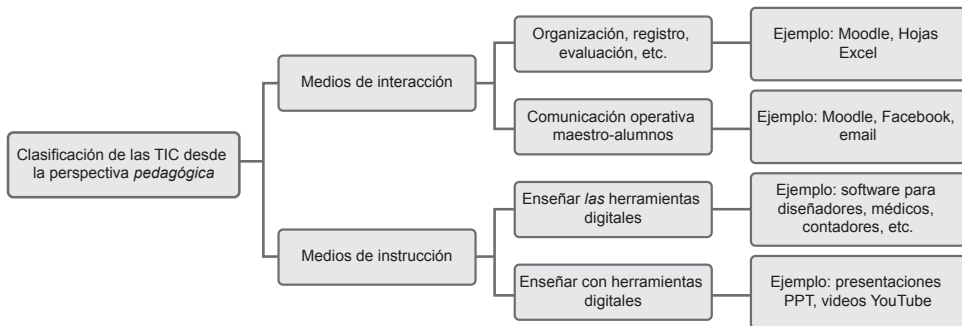 Clasificación de las TIC desde
la perspectiva pedagógica
Medios de interacción
Organización, registro,
evaluación, etc.
Ejemplo: Moodle, Hojas
Excel
Comunicación operativa
maestro-alumnos
Ejemplo: Moodle, Facebook,
email
Medios de instrucción
Enseñar las herramientas
digitales
Ejemplo: software para
diseñadores, médicos,
contadores, etc.
Enseñar con herramientas
digitales
Ejemplo: presentaciones
PPT, videos YouTube